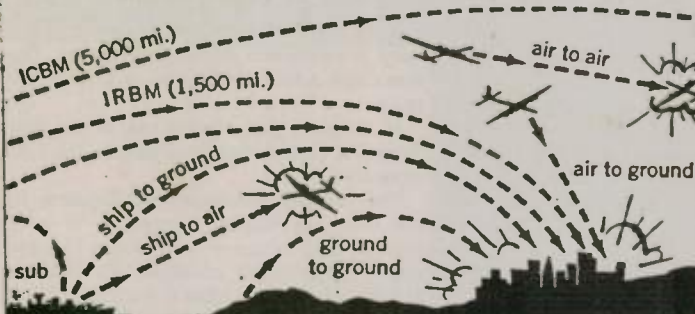 ICBM (5,000 mi.)
air to air
IRBM (1,500 mi.)
air to ground
ship to ground
ship to air
ground
to ground
sub